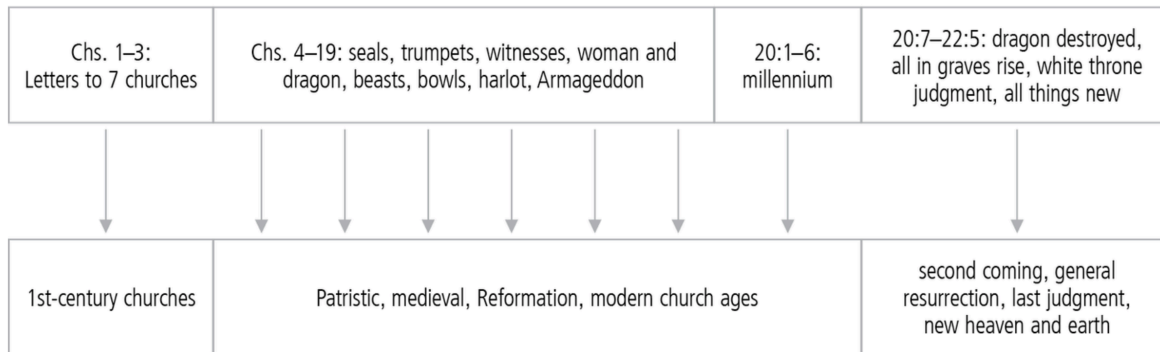 Chs. 1–3:
Letters to 7 churches
Chs. 4–19: seals, trumpets, witnesses, woman and
dragon, beasts, bowls, harlot, Armageddon
20:1–6:
millennium
20:7–22:5: dragon destroyed,
all in graves rise, white throne
judgment, all things new
1st-century churches
Patristic, medieval, Reformation, modern church ages
second coming, general
resurrection, last judgment,
new heaven and earth